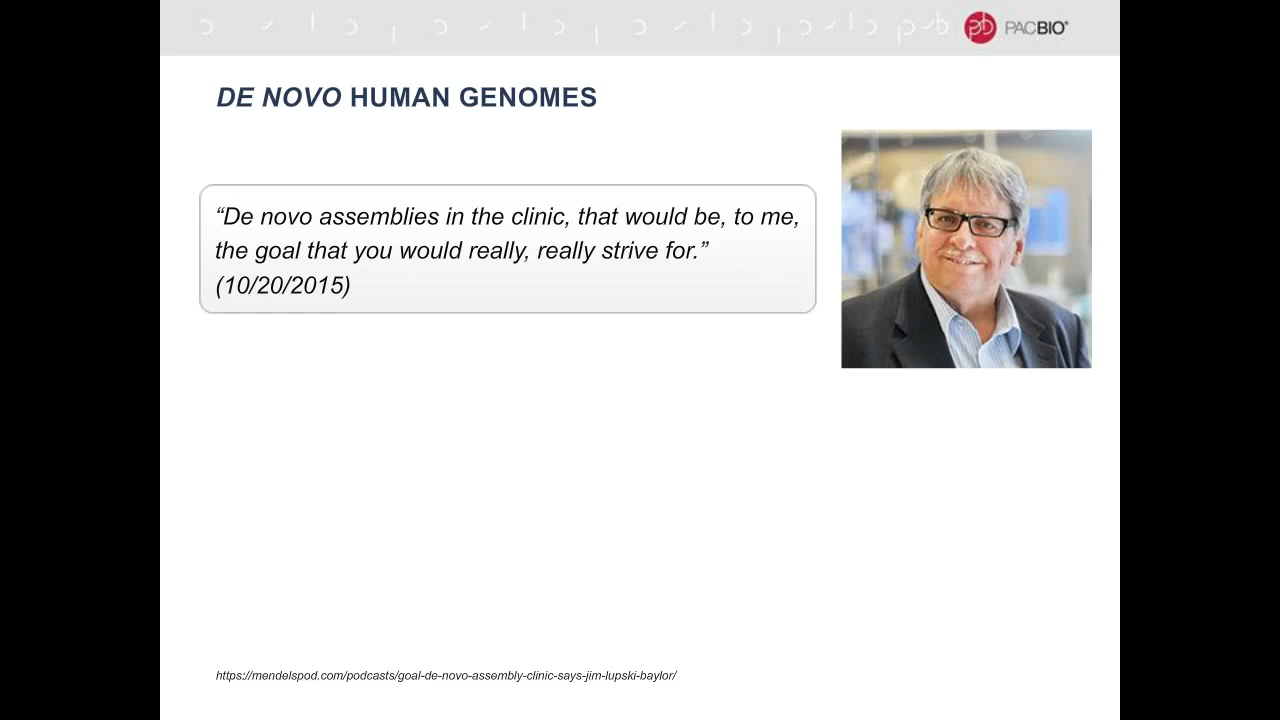 PACBIO®
DE NOVO HUMAN GENOMES
“De novo assemblies in the clinic, that would be, to me,
the goal that you would really, really strive for.”
(10/20/2015)
https://mendelspod.com/podcasts/goal-de-novo-assembly-clinic-says-jim-lupski-baylor/